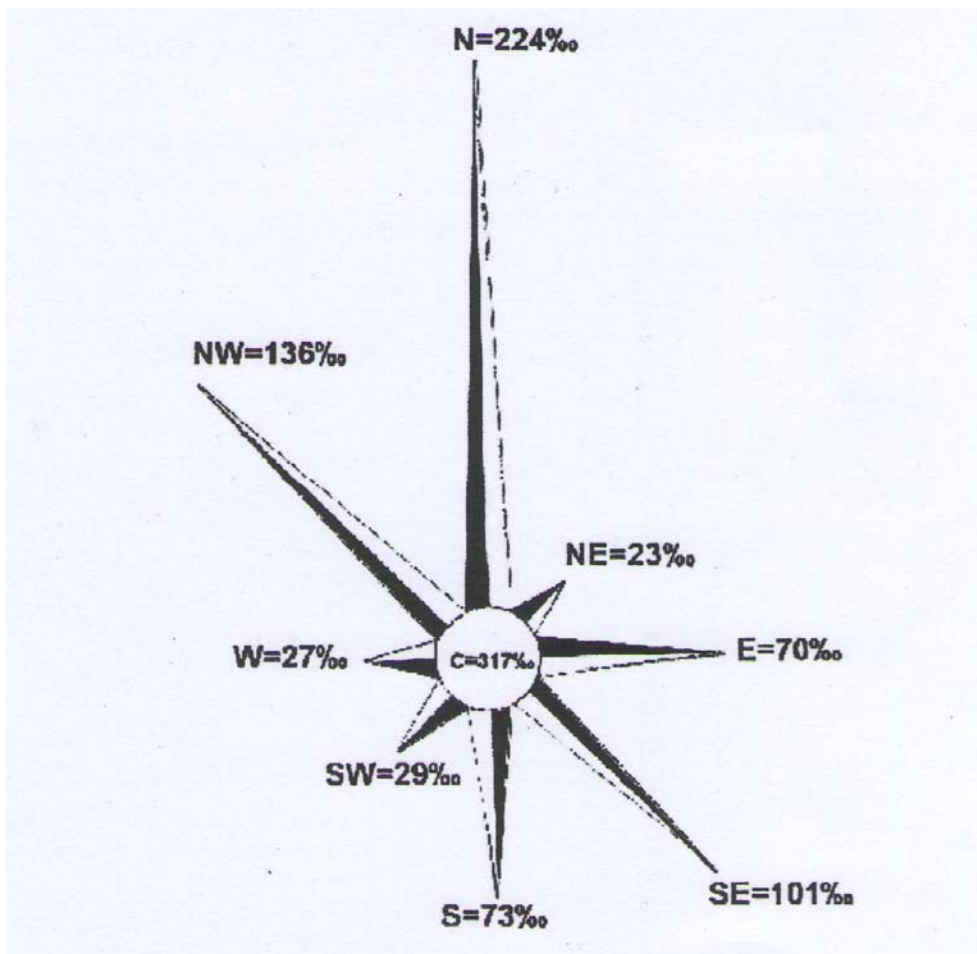 N=224‰
NW=136‰
NE=23‰
W=27‰
C=317‰
E=70‰
SW=29‰
SE=101‰
S=73‰